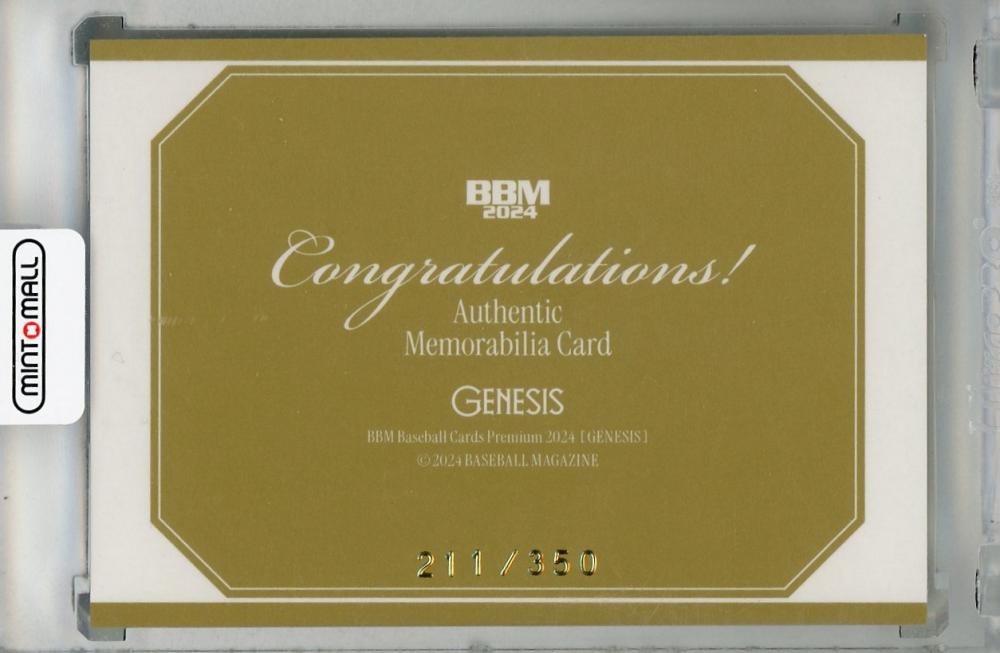 BBM
2024
Congratulations!
Authentic
Memorabilia Card
GENESIS
BBM Baseball Cards Premium 2024 [GENESIS]
©2024 BASEBALL MAGAZINE
211/350
MINTOMALL